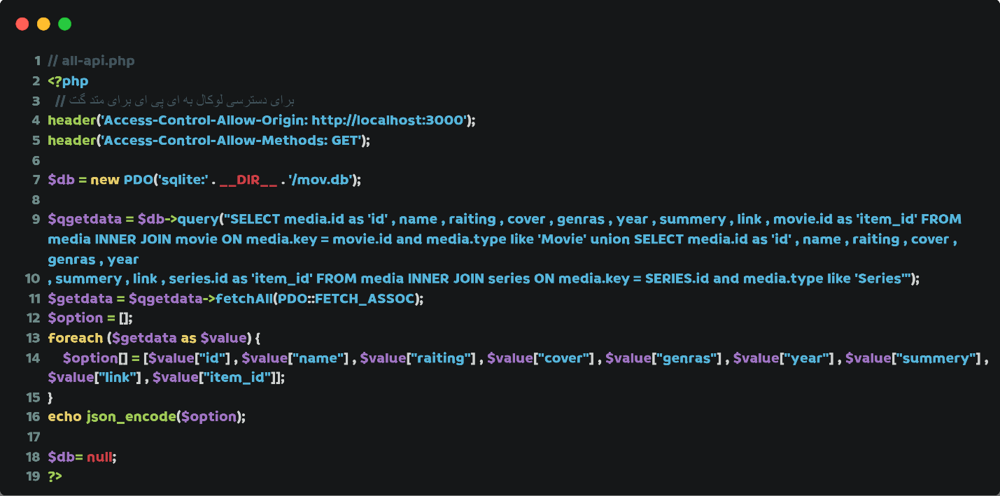 1 // all-api.php
2 <?php
3 // برای دسترسی لوکال به ای پی ای برای متد گت
4 header('Access-Control-Allow-Origin: http://localhost:3000');
5 header('Access-Control-Allow-Methods: GET');
6
7 $db = new PDO('sqlite:' . __DIR__ . '/mov.db');
8
9 $qgetdata = $db->query("SELECT media.id as 'id' , name , raiting , cover , genras , year , summery , link , movie.id as 'item_id' FROM
media INNER JOIN movie ON media.key = movie.id and media.type like 'Movie' union SELECT media.id as 'id' , name , raiting , cover ,
genras , year
10 , summery , link , series.id as 'item_id' FROM media INNER JOIN series ON media.key = SERIES.id and media.type like 'Series'");
11 $getdata = $qgetdata->fetchAll(PDO::FETCH_ASSOC);
12 $option = [];
13 foreach ($getdata as $value) {
14 $option[] = [$value["id"] , $value["name"] , $value["raiting"] , $value["cover"] , $value["genras"] , $value["year"] , $value["summery"] ,
$value["link"] , $value["item_id"]];
15 }
16 echo json_encode($option);
17
18 $db= null;
19 ?>